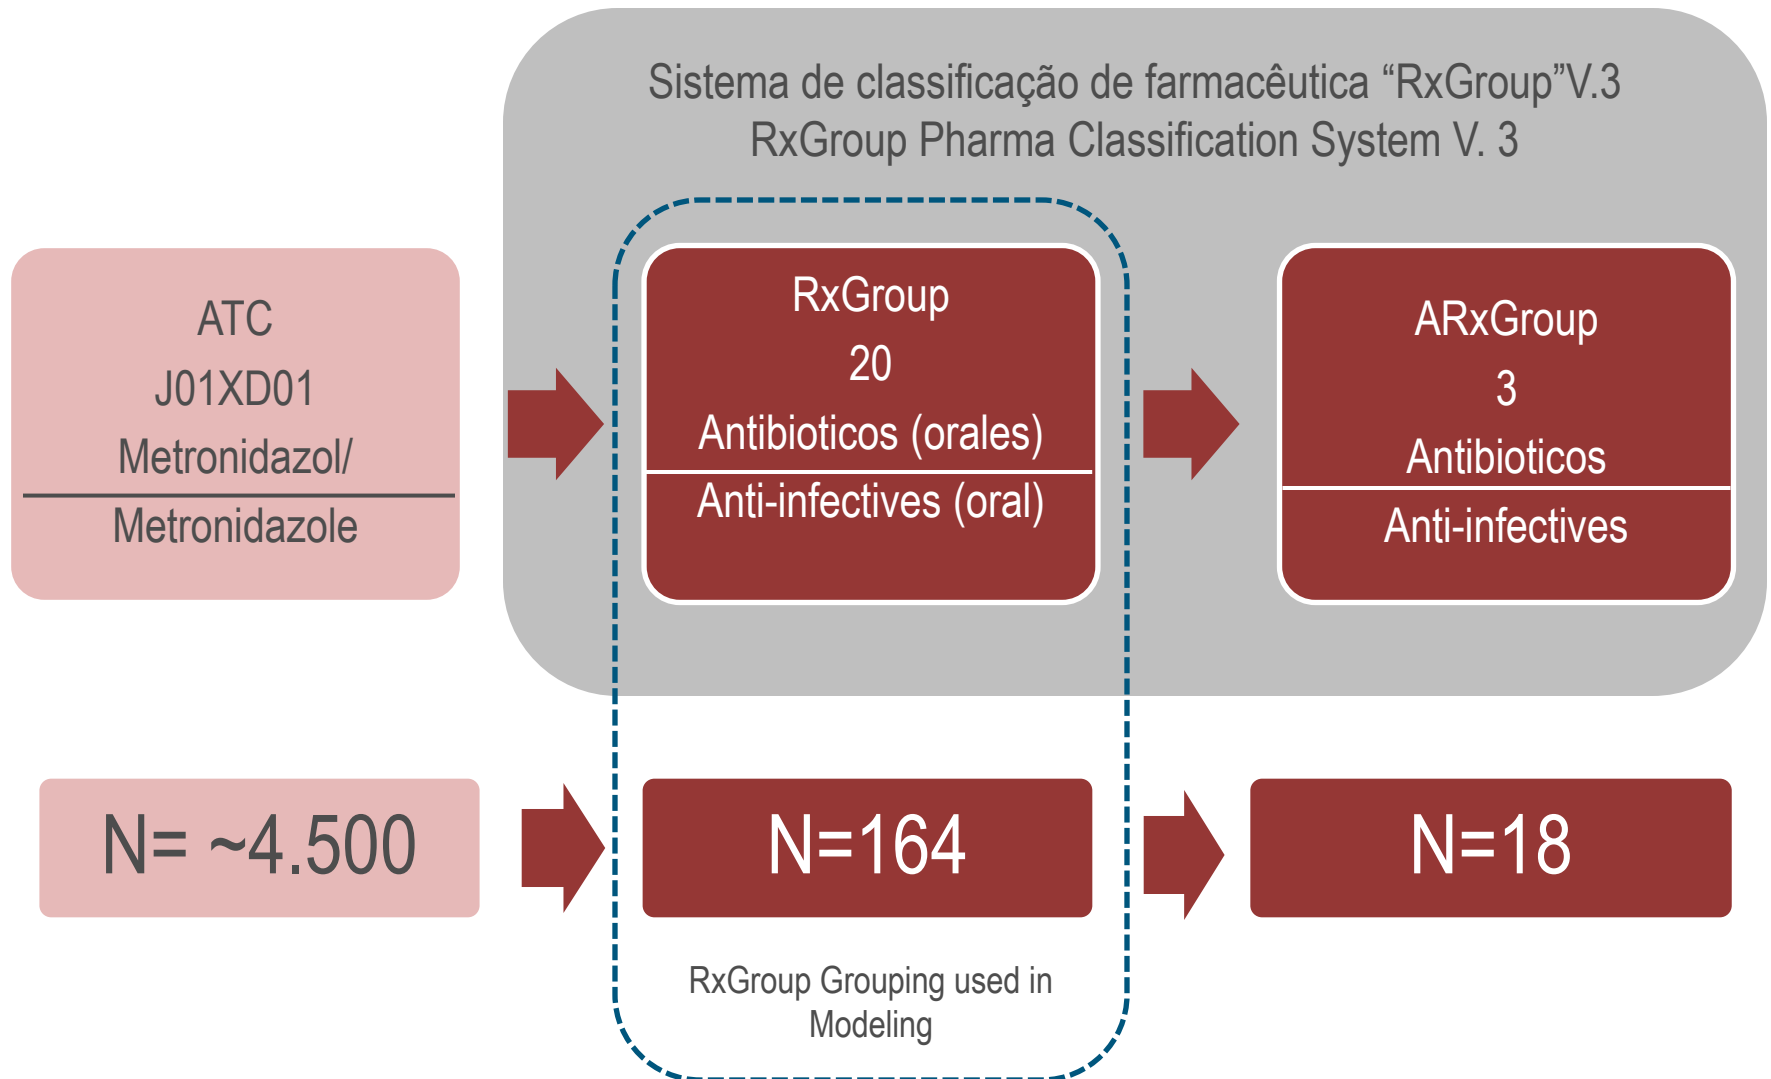 Sistema de classificação de farmacêutica “RxGroup”V.3
RxGroup Pharma Classification System V. 3
ATC
J01XD01
Metronidazol/
Metronidazole
RxGroup
20
Antibioticos (orales)
Anti-infectives (oral)
ARxGroup
3
Antibioticos
Anti-infectives
N= ~4.500
N=164
N=18
RxGroup Grouping used in
Modeling